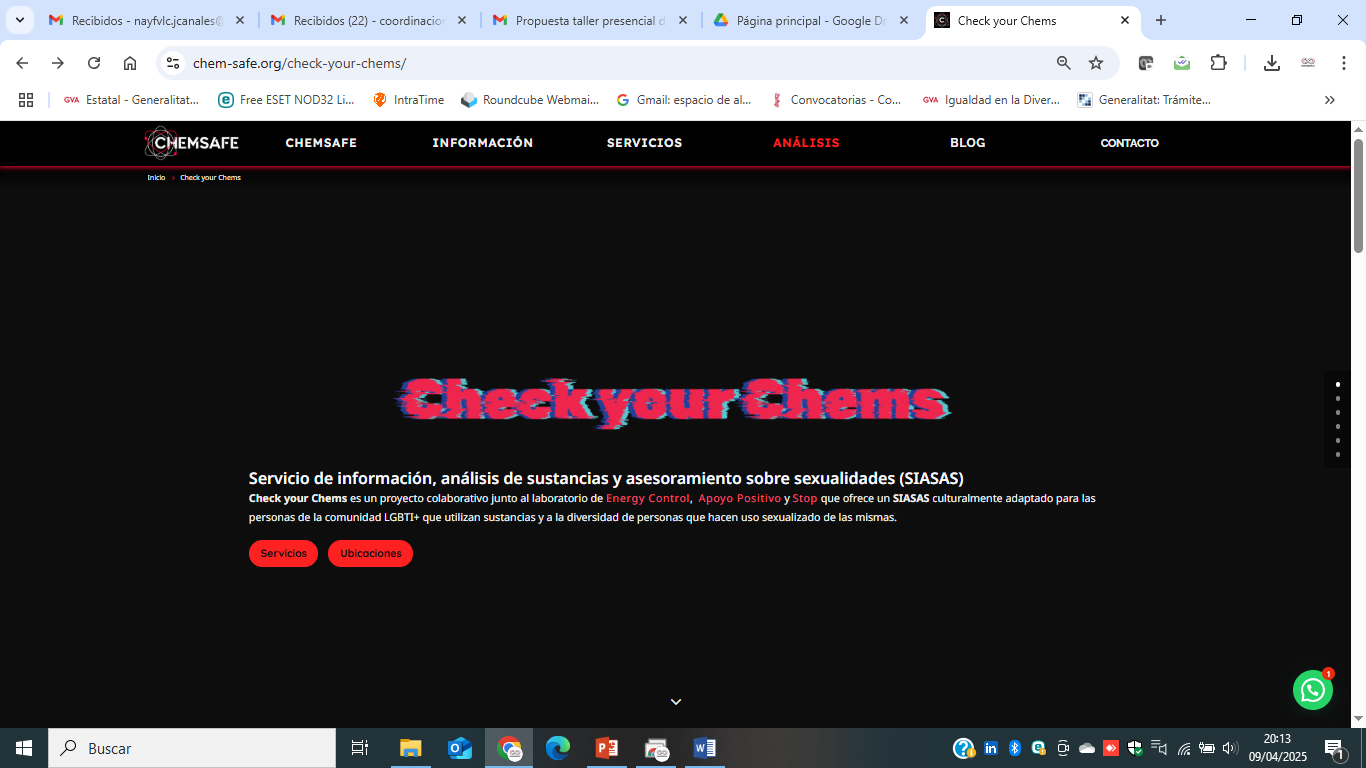 Recibidos - nayfvlc.jcanales@
Recibidos (22) - coordinacio
Propuesta taller presencial d
Página principal - Google Dr
Check your Chems
chem-safe.org/check-your-chems/
GVA Estatal - Generalitat...
Free ESET NOD32 Li...
IntraTime
Roundcube Webmai...
Gmail: espacio de al...
Convocatorias - Co...
GVA Igualdad en la Diver...
Generalitat: Trámite...
CHEMSAFE
CHEMSAFE
INFORMACIÓN
SERVICIOS
ANÁLISIS
BLOG
CONTACTO
Inicio > Check your Chems
Check your Chems
Servicio de información, análisis de sustancias y asesoramiento sobre sexualidades (SIASAS)
Check your Chems es un proyecto colaborativo junto al laboratorio de Energy Control, Apoyo Positivo y Stop que ofrece un SIASAS culturalmente adaptado para las
personas de la comunidad LGBTI+ que utilizan sustancias y a la diversidad de personas que hacen uso sexualizado de las mismas.
Servicios
Ubicaciones
1
Buscar
20:13
09/04/2025
1